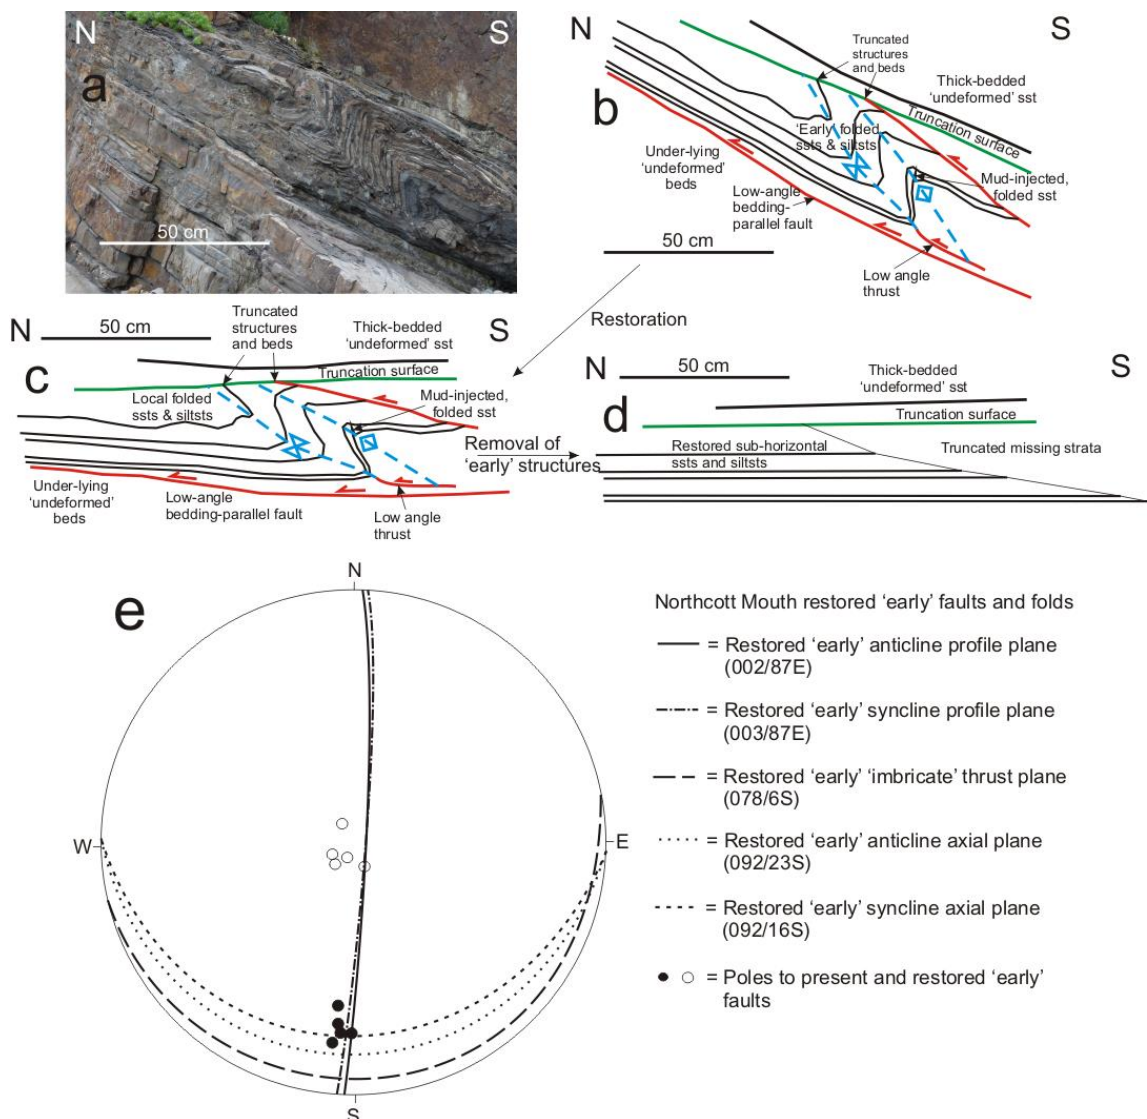 N
S
a
50 cm
N
S
b
Truncated
structures
and beds
Thick-bedded
'undeformed' sst
Truncation surface
'Early' folded
ssts & siltsts
Under-lying
'undeformed'
beds
Mud-injected,
folded sst
Low-angle
bedding-
parallel fault
50 cm
Low angle
thrust
Restoration
N
S
50 cm
c
Truncated
structures
and beds
Thick-bedded
'undeformed' sst
Truncation surface
Local folded
ssts & siltsts
Mud-injected,
folded sst
Under-lying
'undeformed'
beds
Low-angle
bedding-parallel fault
Low angle
thrust
Removal of
'early' structures
N
S
50 cm
d
Thick-bedded
'undeformed' sst
Truncation surface
Restored sub-horizontal
ssts and siltsts
Truncated missing strata
e
N
W
E
S
Northcott Mouth restored 'early' faults and folds
= Restored 'early' anticline profile plane
(002/87E)
= Restored 'early' syncline profile plane
(003/87E)
= Restored 'early' 'imbricate' thrust plane
(078/6S)
= Restored 'early' anticline axial plane
(092/23S)
= Restored 'early' syncline axial plane
(092/16S)
= Poles to present and restored 'early'
faults